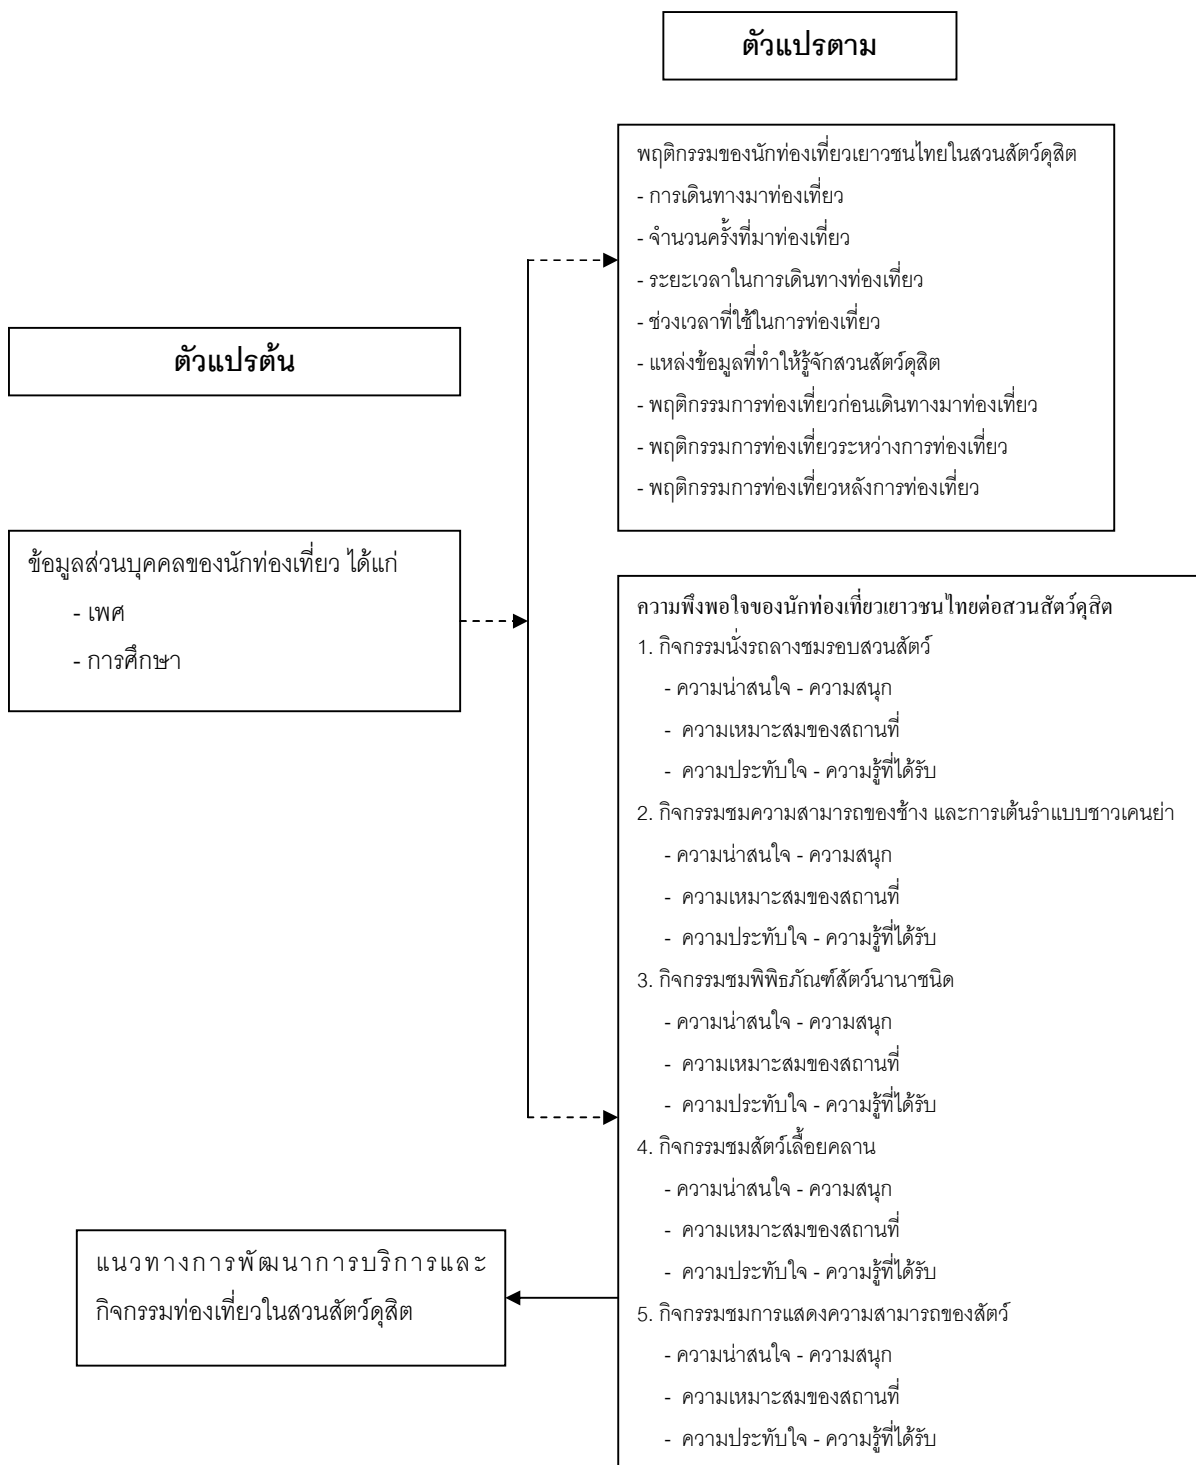 ตัวแปรตาม
พฤติกรรมของนักท่องเที่ยวเยาวชนไทยในสวนสัตว์ดุสิต
- การเดินทางมาท่องเที่ยว
- จำนวนครั้งที่มาท่องเที่ยว
- ระยะเวลาในการเดินทางท่องเที่ยว
- ช่วงเวลาที่ใช้ในการท่องเที่ยว
- แหล่งข้อมูลที่ทำให้รู้จักสวนสัตว์ดุสิต
- พฤติกรรมการท่องเที่ยวก่อนเดินทางมาท่องเที่ยว
- พฤติกรรมการท่องเที่ยวระหว่างการท่องเที่ยว
- พฤติกรรมการท่องเที่ยวหลังการท่องเที่ยว
ตัวแปรต้น
ข้อมูลส่วนบุคคลของนักท่องเที่ยว ได้แก่
- เพศ
- การศึกษา
ความพึงพอใจของนักท่องเที่ยวเยาวชนไทยต่อสวนสัตว์ดุสิต
1. กิจกรรมนั่งรถลางชมรอบสวนสัตว์
- ความน่าสนใจ - ความสนุก
- ความเหมาะสมของสถานที่
- ความประทับใจ - ความรู้ที่ได้รับ
2. กิจกรรมชมความสามารถของช้าง และการเต้นรำแบบชาวเคนย่า
- ความน่าสนใจ - ความสนุก
- ความเหมาะสมของสถานที่
- ความประทับใจ - ความรู้ที่ได้รับ
3. กิจกรรมชมพิพิธภัณฑ์สัตว์นานาชนิด
- ความน่าสนใจ - ความสนุก
- ความเหมาะสมของสถานที่
- ความประทับใจ - ความรู้ที่ได้รับ
4. กิจกรรมชมสัตว์เลื้อยคลาน
- ความน่าสนใจ - ความสนุก
- ความเหมาะสมของสถานที่
- ความประทับใจ - ความรู้ที่ได้รับ
5. กิจกรรมชมการแสดงความสามารถของสัตว์
- ความน่าสนใจ - ความสนุก
- ความเหมาะสมของสถานที่
- ความประทับใจ - ความรู้ที่ได้รับ
แนวทางการพัฒนาการบริการและ
กิจกรรมท่องเที่ยวในสวนสัตว์ดุสิต